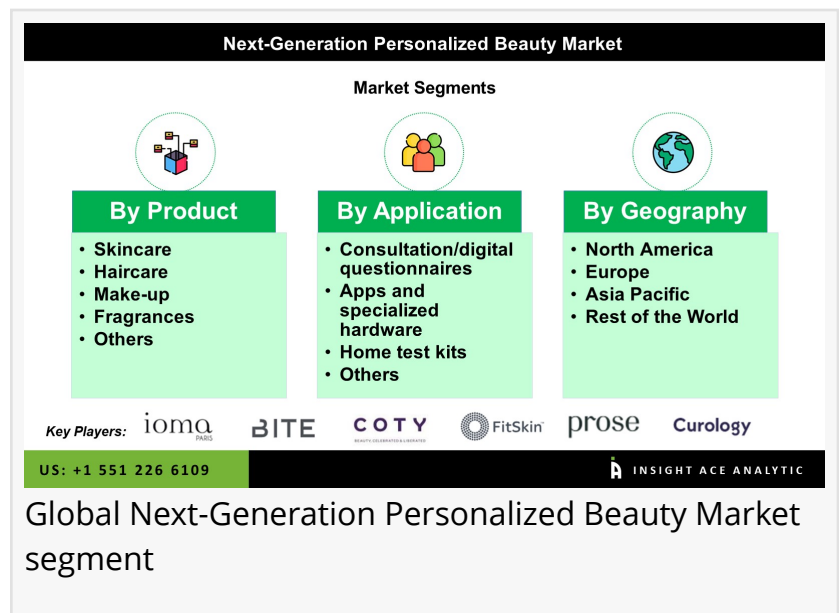 Next-Generation Personalized Beauty Market
Market Segments
By Product
• Skincare
• Haircare
• Make-up
• Fragrances
• Others
By Application
• Consultation/digital
questionnaires
• Apps and
specialized
hardware
• Home test kits
• Others
By Geography
• North America
• Europe
• Asia Pacific
• Rest of the World
Key Players:
ioma
PARIS
BITE
COTY
BEAUTY, CELEBRATED & LIBERATED
FitSkin
prose
Curology
US: +1 551 226 6109
INSIGHT ACE ANALYTIC
Global Next-Generation Personalized Beauty Market
segment